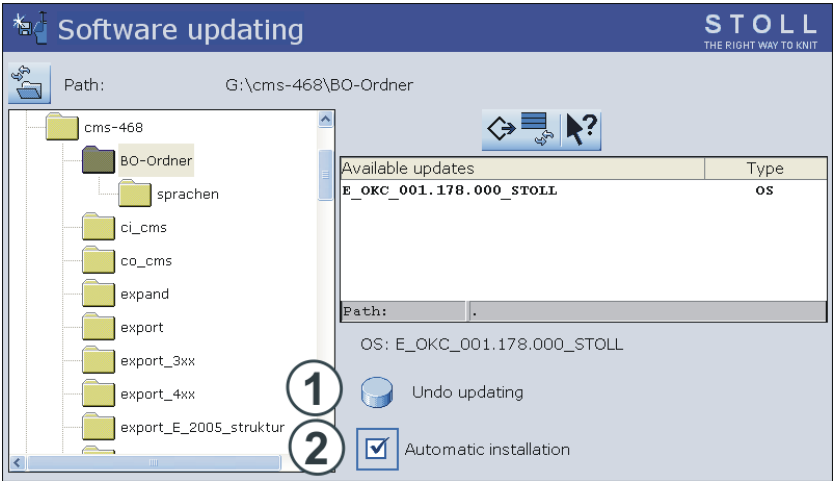 Software updating
STOLL
THE RIGHT WAY TO KNIT
Path: G:\cms-468\BO-Ordner
cms-468
BO-Ordner
sprachen
ci_cms
co_cms
expand
export
export_3xx
export_4xx
export_E_2005_struktur
?
Available updates Type
E_OKC_001.178.000_STOLL OS
Path: .
OS: E_OKC_001.178.000_STOLL
1 Undo updating
2 Automatic installation